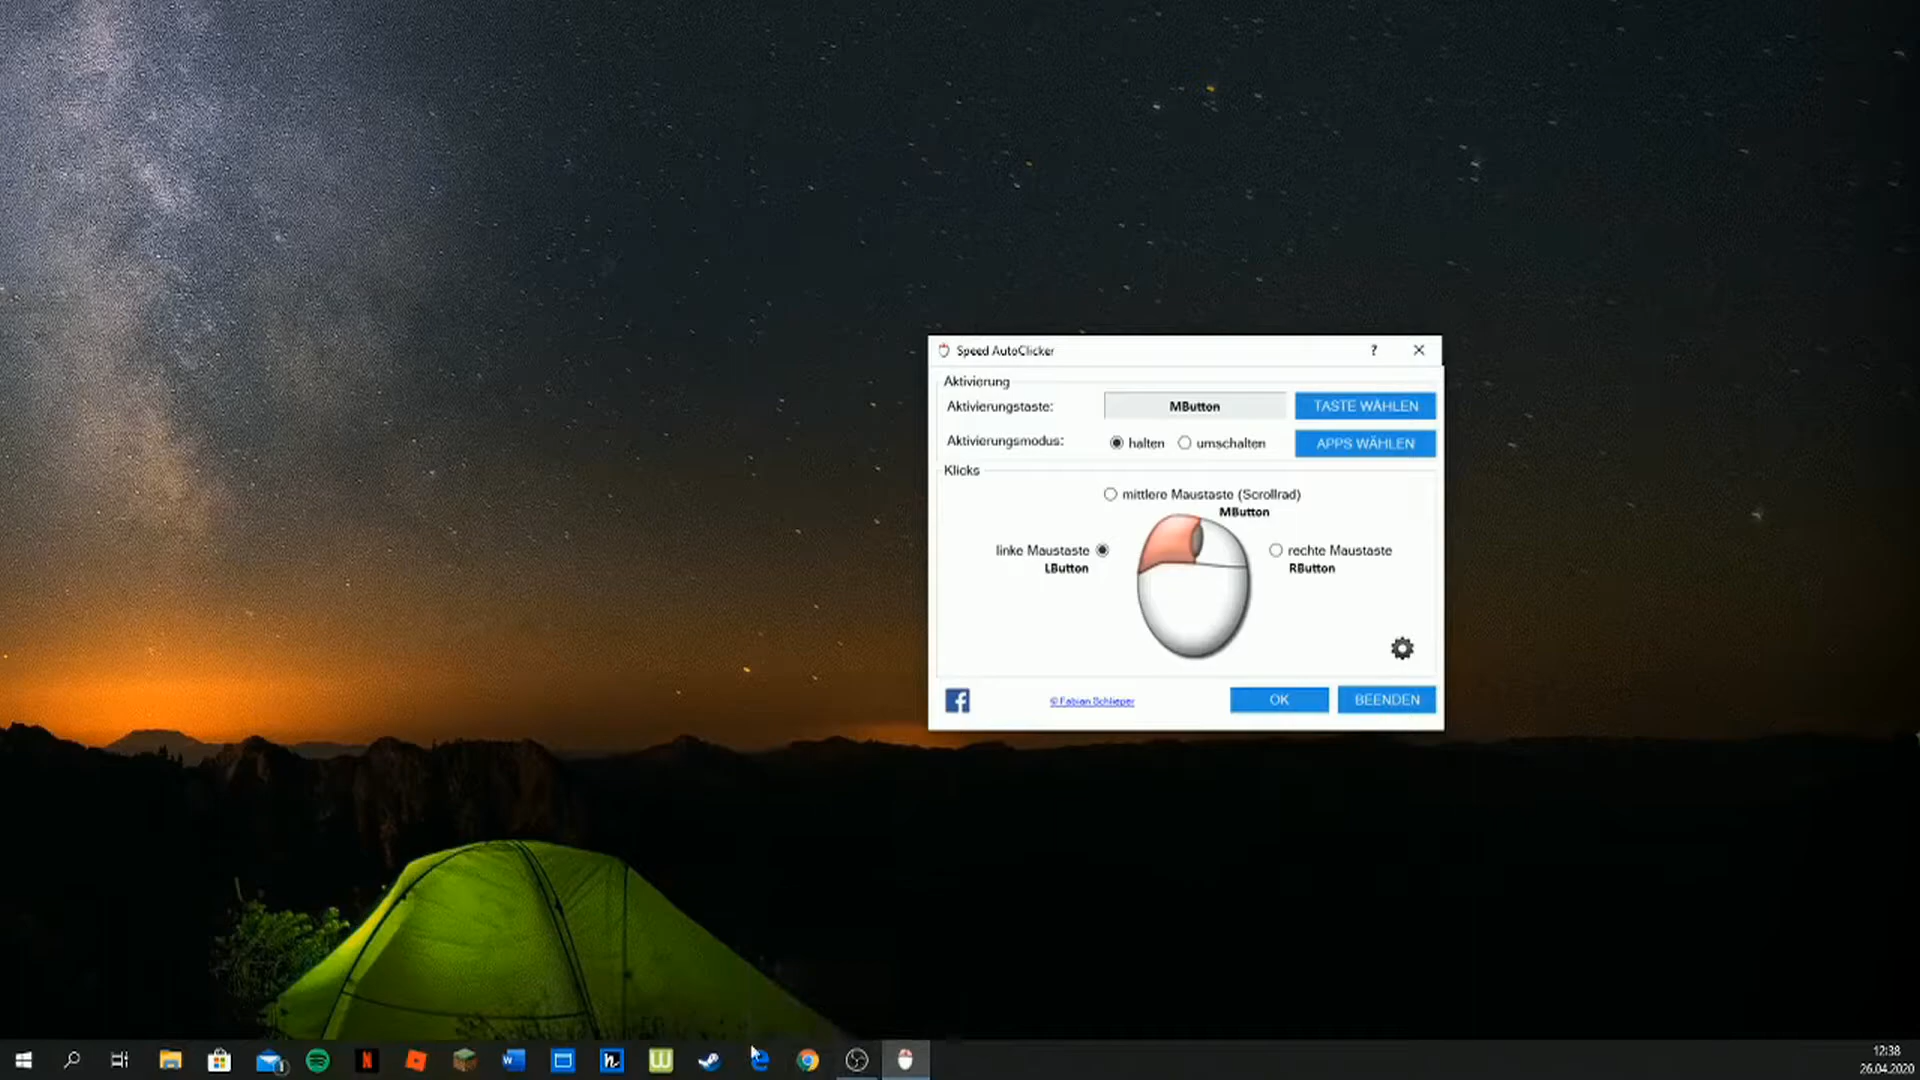 Speed AutoClicker
?
Aktivierung
Aktivierungstaste:
MButton
TASTE WÄHLEN
Aktivierungsmodus:
halten
umschalten
APPS WÄHLEN
Klicks
mittlere Maustaste (Scrollrad)
MButton
linke Maustaste
LButton
rechte Maustaste
RButton
© Fabian Schlieper
OK
BEENDEN
12:38
26.04.2020